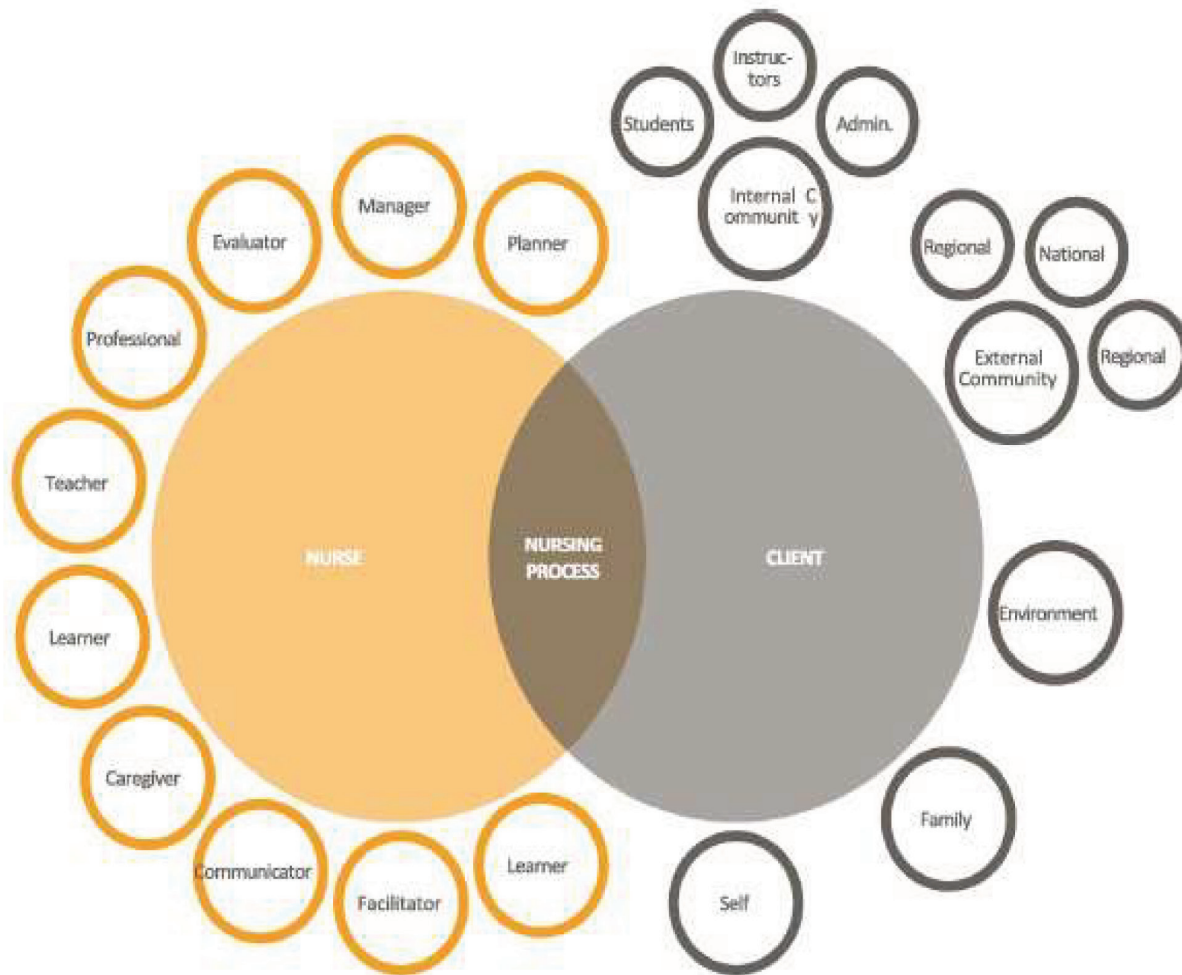 Instruc-
tors
Students
Admin.
Internal C
ommunit y
Manager
Evaluator
Planner
Regional
National
Professional
External
Community
Regional
Teacher
NURSE
NURSING
PROCESS
CLIENT
Learner
Environment
Caregiver
Family
Communicator
Facilitator
Learner
Self